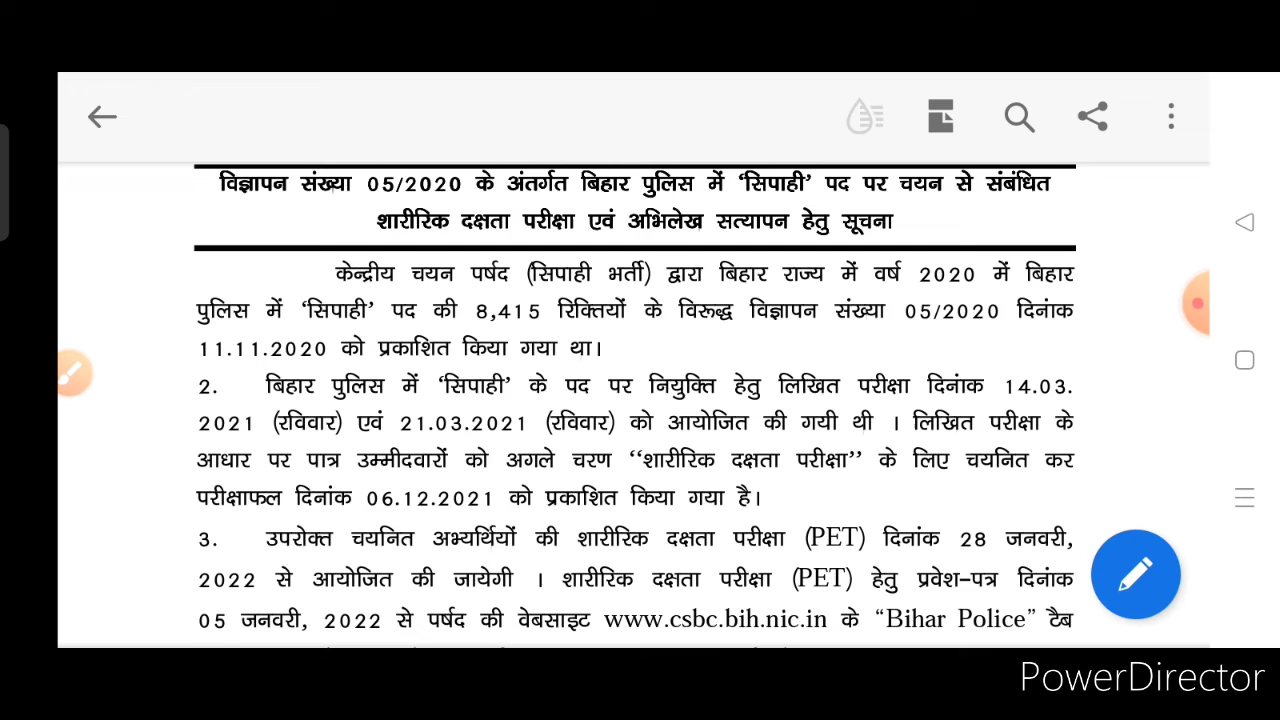 विज्ञापन संख्या 05/2020 के अंतर्गत बिहार पुलिस में ‘सिपाही’ पद पर चयन से संबंधित
शारीरिक दक्षता परीक्षा एवं अभिलेख सत्यापन हेतु सूचना
केन्द्रीय चयन पर्षद (सिपाही भर्ती) द्वारा बिहार राज्य में वर्ष 2020 में बिहार
पुलिस में ‘सिपाही’ पद की 8,415 रिक्तियों के विरूद्ध विज्ञापन संख्या 05/2020 दिनांक
11.11.2020 को प्रकाशित किया गया था।
2. बिहार पुलिस में ‘सिपाही’ के पद पर नियुक्ति हेतु लिखित परीक्षा दिनांक 14.03.
2021 (रविवार) एवं 21.03.2021 (रविवार) को आयोजित की गयी थी । लिखित परीक्षा के
आधार पर पात्र उम्मीदवारों को अगले चरण ‘‘शारीरिक दक्षता परीक्षा’’ के लिए चयनित कर
परीक्षाफल दिनांक 06.12.2021 को प्रकाशित किया गया है।
3. उपरोक्त चयनित अभ्यर्थियों की शारीरिक दक्षता परीक्षा (PET) दिनांक 28 जनवरी,
2022 से आयोजित की जायेगी । शारीरिक दक्षता परीक्षा (PET) हेतु प्रवेश-पत्र दिनांक
05 जनवरी, 2022 से पर्षद की वेबसाइट www.csbc.bih.nic.in के “Bihar Police” टैब
PowerDirector